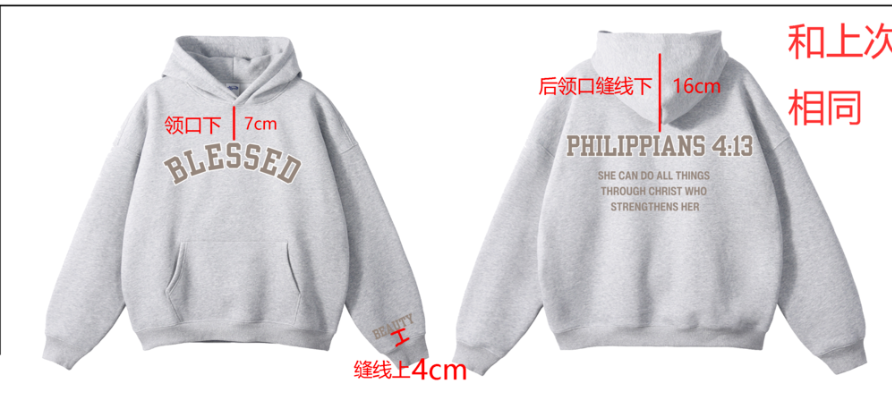 领口下 7cm
BLESSED
BEAUTY
缝线上4cm
后领口缝线下 16cm
PHILIPPIANS 4:13
SHE CAN DO ALL THINGS
THROUGH CHRIST WHO
STRENGTHENS HER
和上次
相同